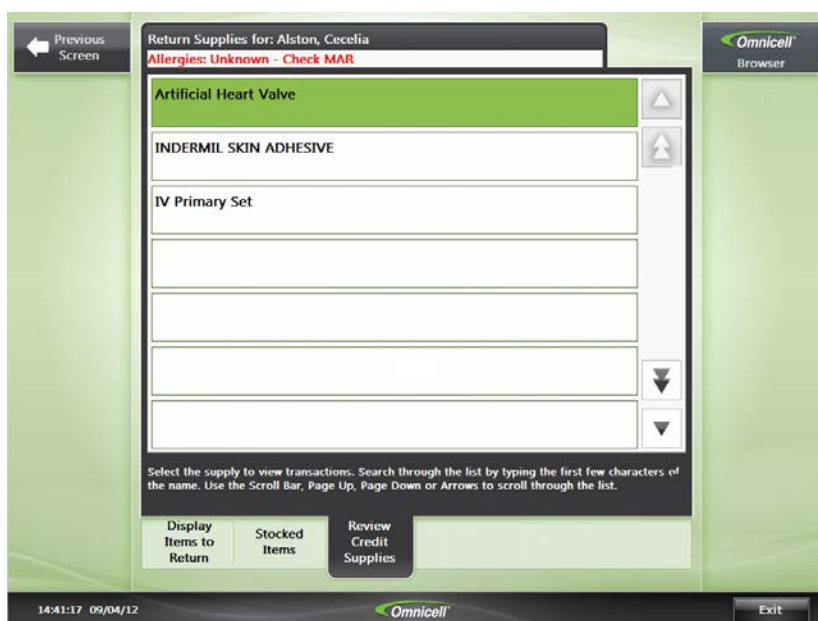 Previous
Screen
Return Supplies for: Alston, Cecelia
Allergies: Unknown - Check MAR
Omnicell
Browser
Artificial Heart Valve
INDERMIL SKIN ADHESIVE
IV Primary Set
Select the supply to view transactions. Search through the list by typing the first few characters of
the name. Use the Scroll Bar, Page Up, Page Down or Arrows to scroll through the list.
Display
Items to
Return
Stocked
Items
Review
Credit
Supplies
14:41:17 09/04/12
Omnicell
Exit